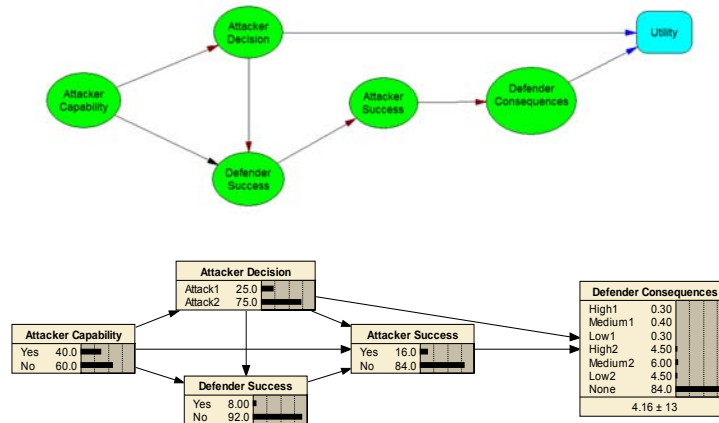 Attacker
Decision
Utility
Attacker
Capability
Attacker
Success
Defender
Consequences
Defender
Success
Attacker Decision
Attack1 25.0
Attack2 75.0
Attacker Capability
Yes 40.0
No 60.0
Attacker Success
Yes 16.0
No 84.0
Defender Success
Yes 8.00
No 92.0
Defender Consequences
High1 0.30
Medium1 0.40
Low1 0.30
High2 4.50
Medium2 6.00
Low2 4.50
None 84.0
4.16 ± 13